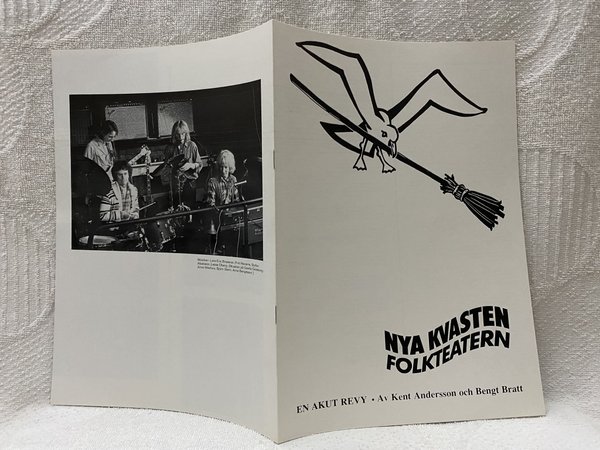 NYA KVASTEN
FOLKTEATERN
EN AKUT REVY • Av Kent Andersson och Bengt Bratt